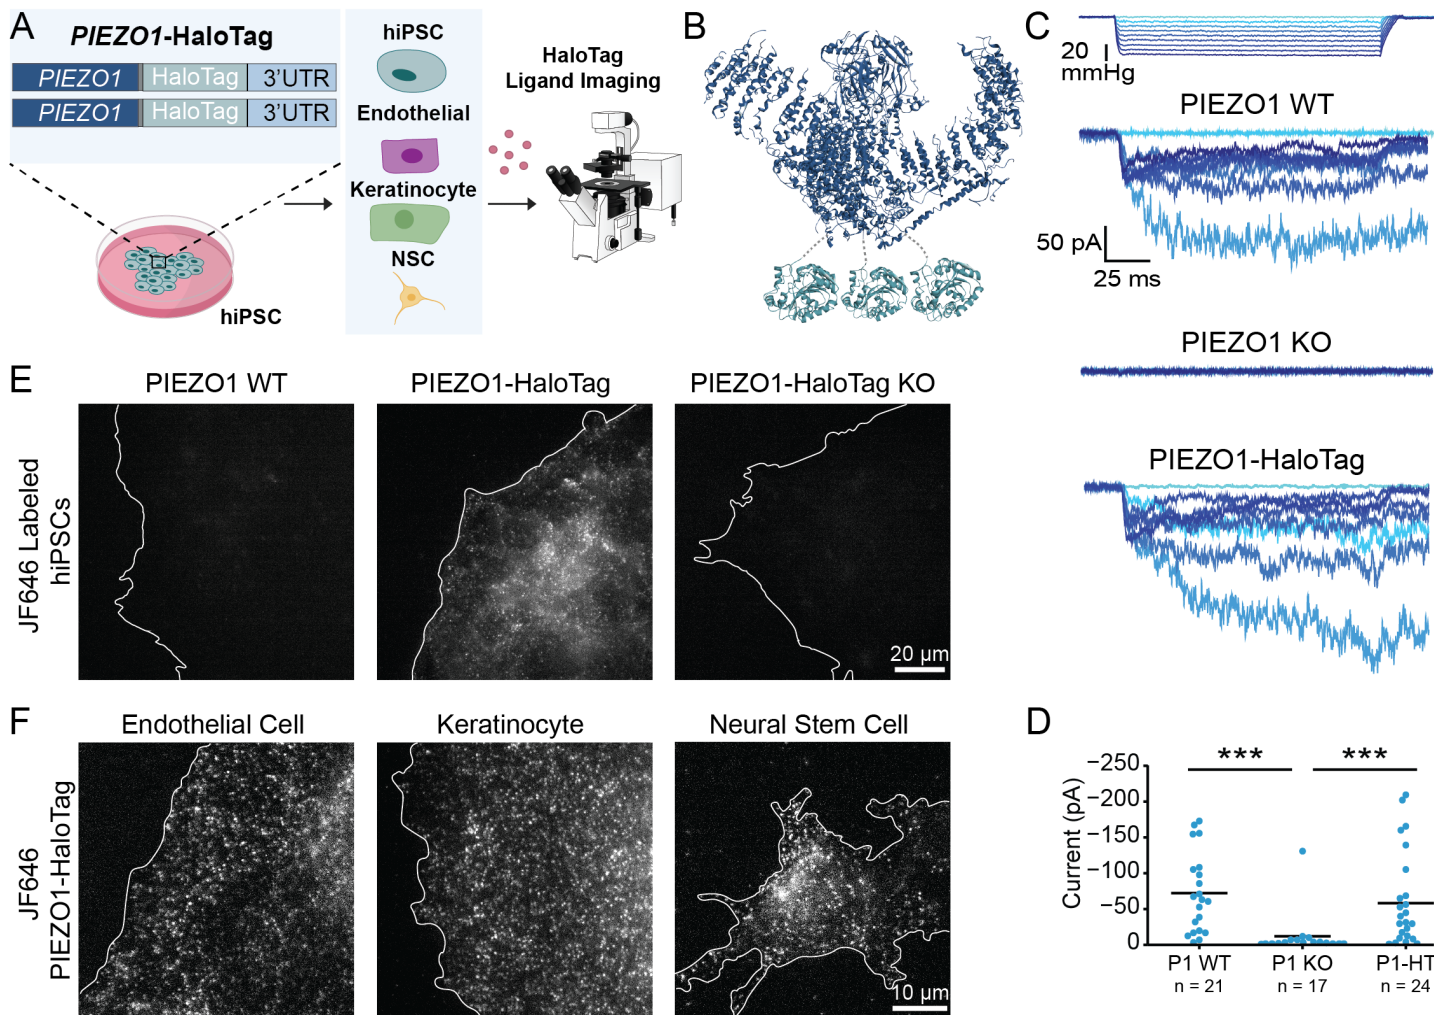 A
PIEZO1-HaloTag
PIEZO1 HaloTag 3'UTR
PIEZO1 HaloTag 3'UTR
hiPSC
hiPSC
Endothelial
Keratinocyte
NSC
HaloTag
Ligand Imaging
B
C
20
mmHg
PIEZO1 WT
50 pA
25 ms
PIEZO1 KO
PIEZO1-HaloTag
E
PIEZO1 WT
PIEZO1-HaloTag
PIEZO1-HaloTag KO
JF646 Labeled
hiPSCs
20 µm
F
Endothelial Cell
Keratinocyte
Neural Stem Cell
JF646
PIEZO1-HaloTag
10 µm
D
*** ***
Current (pA)
−250
−200
−150
−100
−50
0
P1 WT P1 KO P1-HT
n = 21 n = 17 n = 24